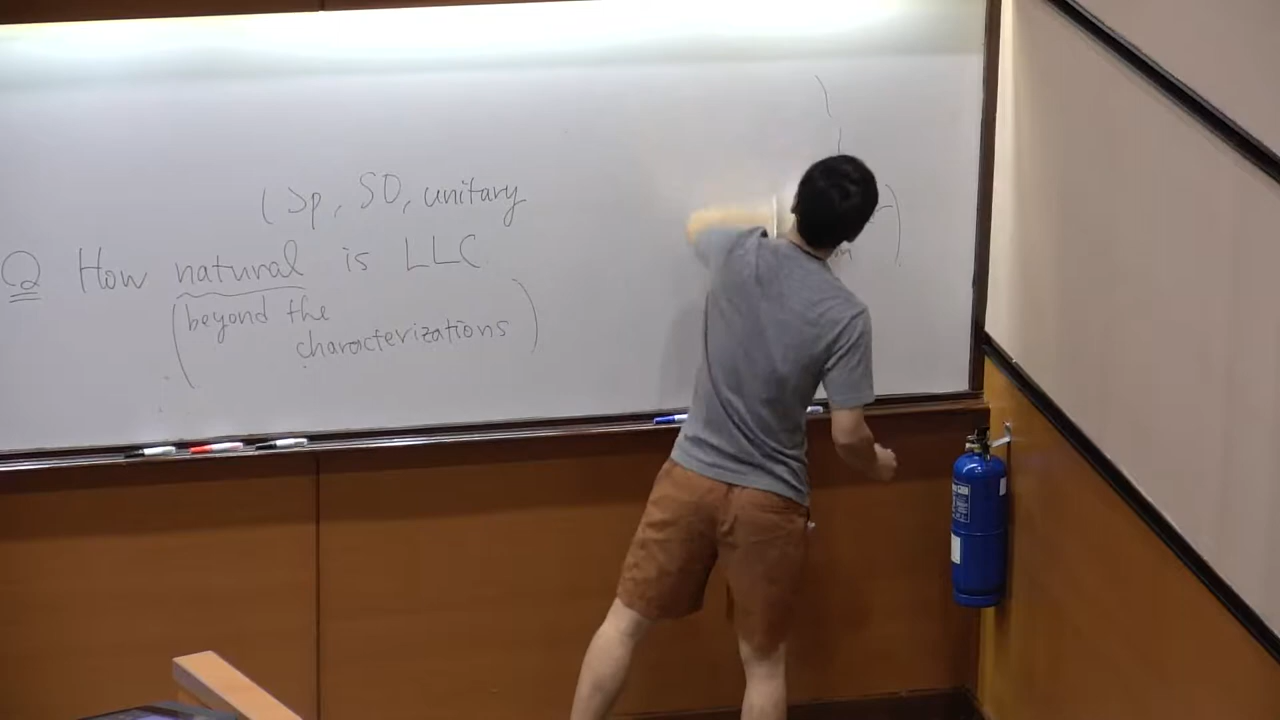 (Sp, SO, unitary
Q How natural is LLC
(beyond the
characterizations)